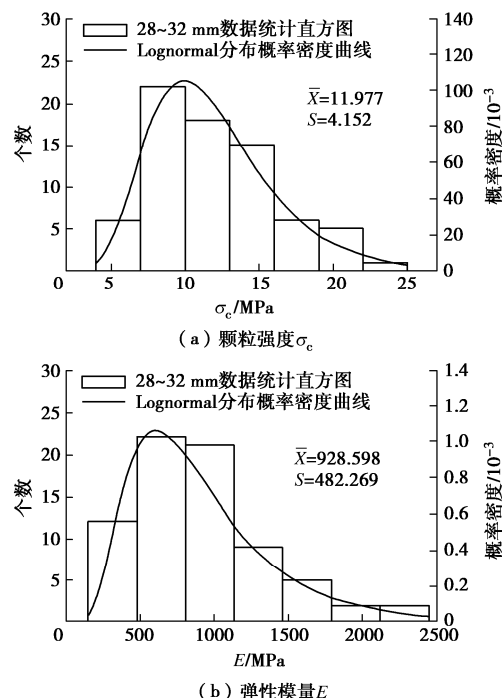 28~32 mm数据统计直方图
Lognormal分布概率密度曲线
X̄=11.977
S=4.152
30
25
20
15
10
5
0
个数
140
120
100
80
60
40
20
0
概率密度/10⁻³
5
10
15
20
25
σc/MPa
（a）颗粒强度σc
28~32 mm数据统计直方图
Lognormal分布概率密度曲线
X̄=928.598
S=482.269
30
25
20
15
10
5
0
个数
1.4
1.2
1.0
0.8
0.6
0.4
0.2
0
概率密度/10⁻³
500
1000
1500
2000
2500
E/MPa
（b）弹性模量E